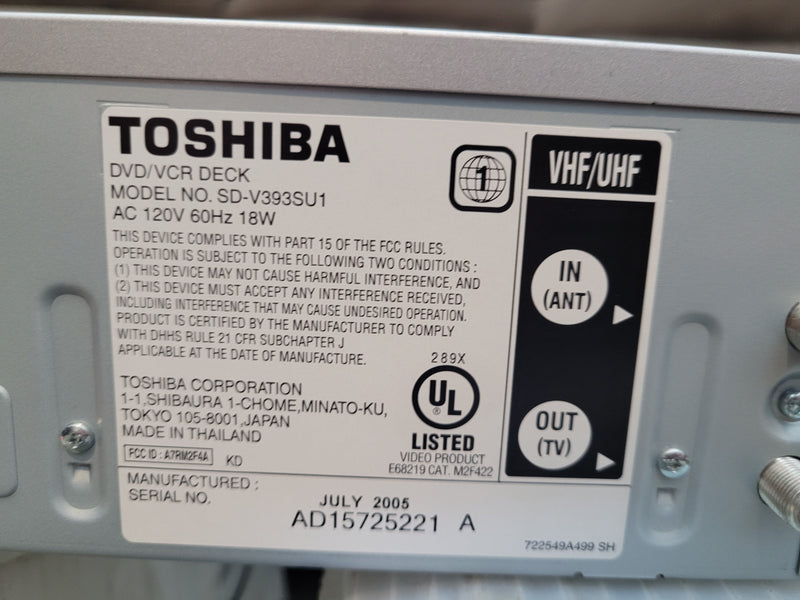 TOSHIBA
DVD/VCR DECK
MODEL NO. SD-V393SU1
AC 120V 60Hz 18W
1
THIS DEVICE COMPLIES WITH PART 15 OF THE FCC RULES.
OPERATION IS SUBJECT TO THE FOLLOWING TWO CONDITIONS :
(1) THIS DEVICE MAY NOT CAUSE HARMFUL INTERFERENCE, AND
(2) THIS DEVICE MUST ACCEPT ANY INTERFERENCE RECEIVED,
INCLUDING INTERFERENCE THAT MAY CAUSE UNDESIRED OPERATION.
PRODUCT IS CERTIFIED BY THE MANUFACTURER TO COMPLY
WITH DHHS RULE 21 CFR SUBCHAPTER J
APPLICABLE AT THE DATE OF MANUFACTURE.
TOSHIBA CORPORATION
1-1,SHIBAURA 1-CHOME,MINATO-KU,
TOKYO 105-8001,JAPAN
MADE IN THAILAND
FCC ID : A7RM2F4A KD
289X
UL
®
LISTED
VIDEO PRODUCT
E68219 CAT. M2F422
VHF/UHF
IN
(ANT)
OUT
(TV)
MANUFACTURED : JULY 2005
SERIAL NO. AD15725221 A
722549A499 SH